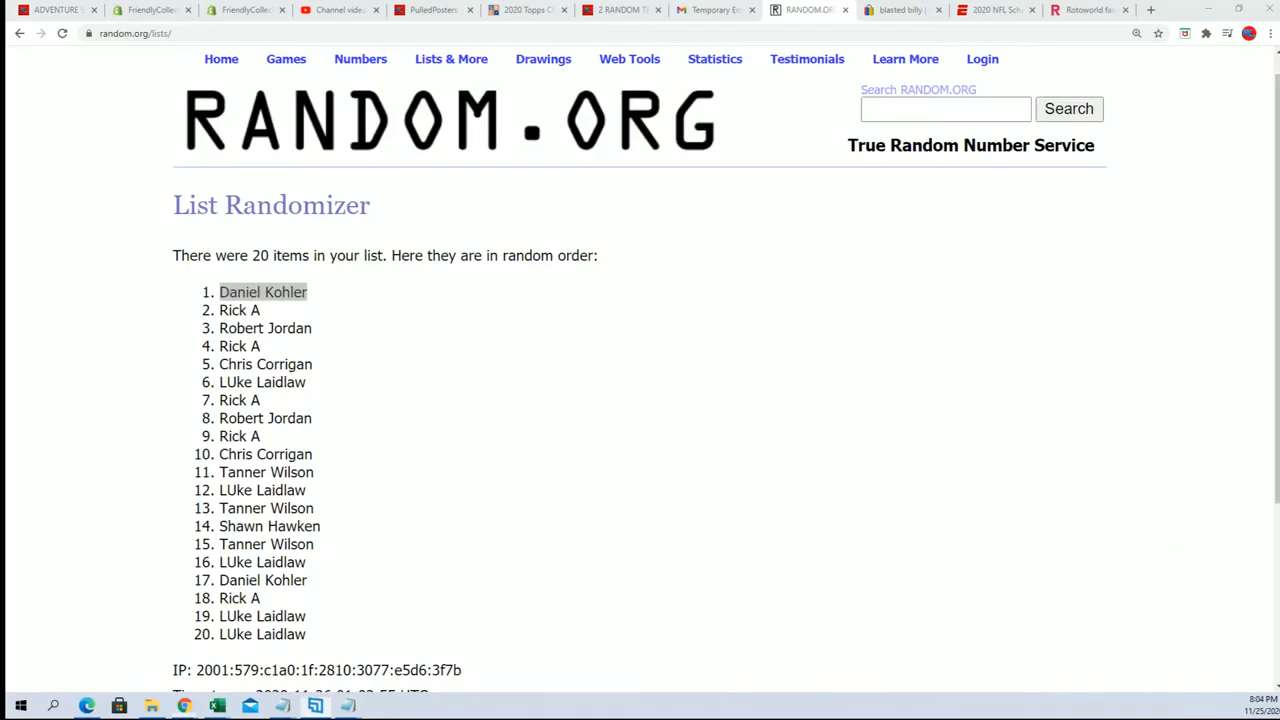 ADVENTURE
FriendlyCollec
FriendlyCollec
Channel video
PulledPosters
2020 Topps C
2 RANDOM T
Temporary En
RANDOM.OR
blasted billy |
2020 NFL Sch
Rotoworld fan
random.org/lists/
Home Games Numbers Lists & More Drawings Web Tools Statistics Testimonials Learn More Login
Search RANDOM.ORG
RANDOM.ORG
Search
True Random Number Service
List Randomizer
There were 20 items in your list. Here they are in random order:
1. Daniel Kohler
2. Rick A
3. Robert Jordan
4. Rick A
5. Chris Corrigan
6. LUke Laidlaw
7. Rick A
8. Robert Jordan
9. Rick A
10. Chris Corrigan
11. Tanner Wilson
12. LUke Laidlaw
13. Tanner Wilson
14. Shawn Hawken
15. Tanner Wilson
16. LUke Laidlaw
17. Daniel Kohler
18. Rick A
19. LUke Laidlaw
20. LUke Laidlaw
IP: 2001:579:c1a0:1f:2810:3077:e5d6:3f7b
8:04 PM